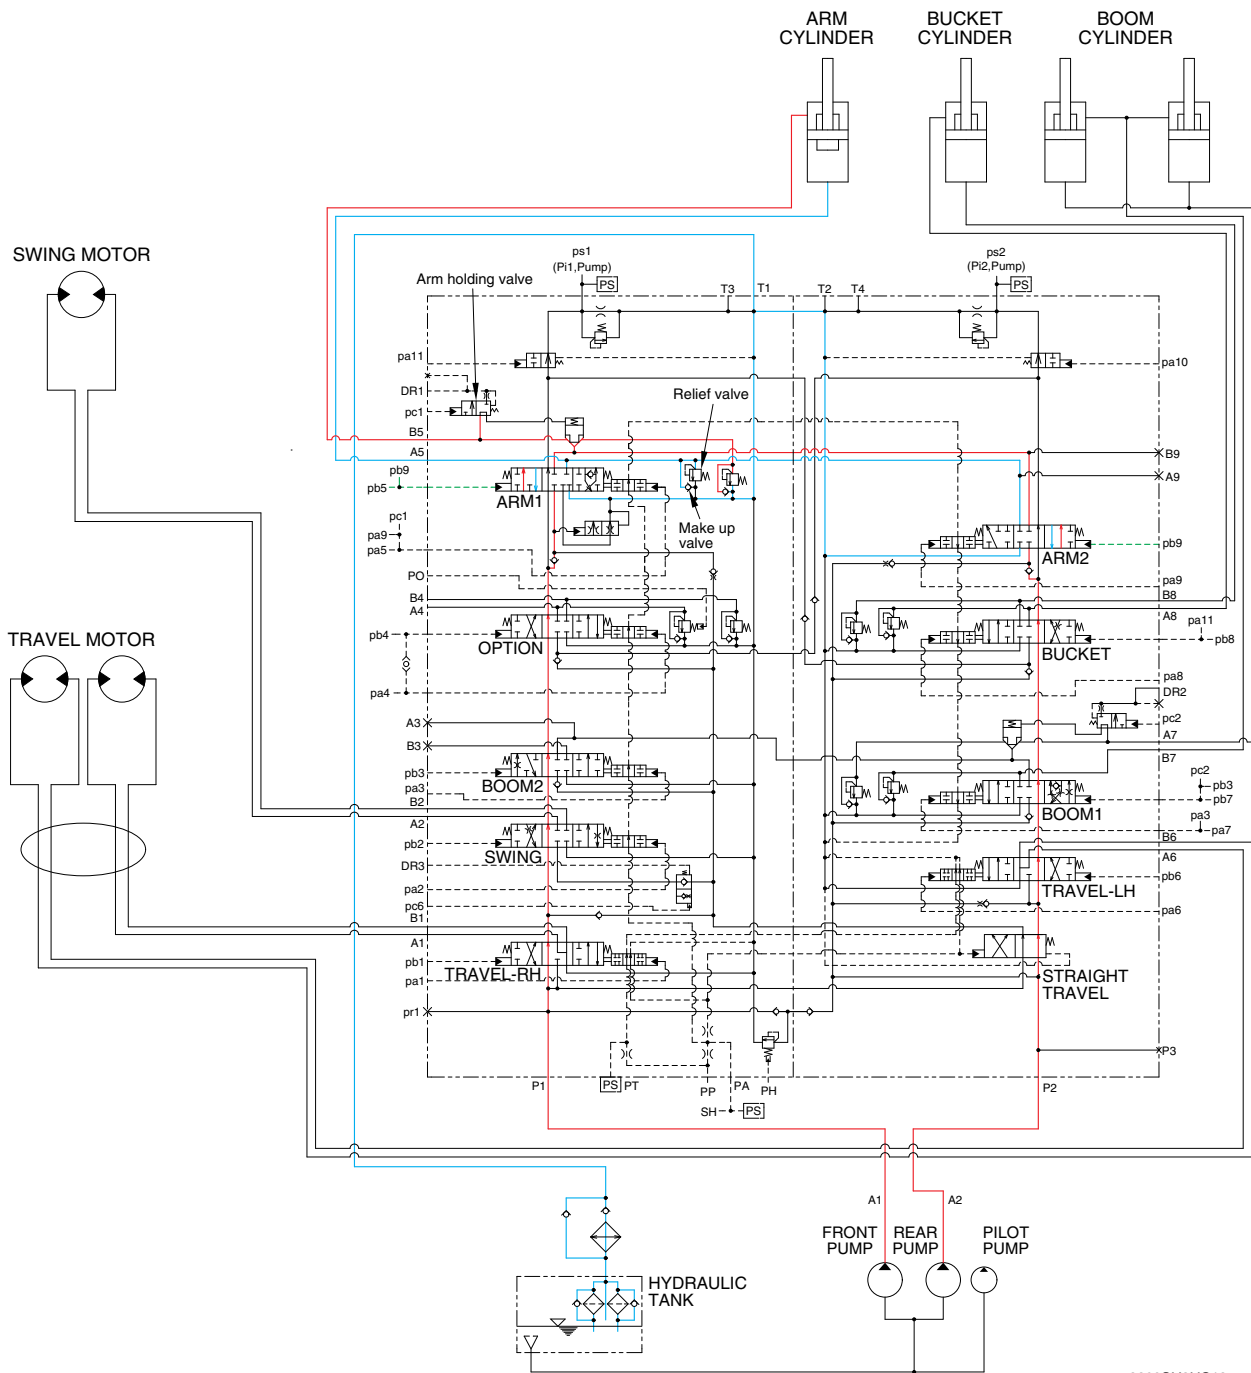 ARM
CYLINDER
BUCKET
CYLINDER
BOOM
CYLINDER
SWING MOTOR
ps1
(Pi1,Pump)
PS
ps2
(Pi2,Pump)
PS
Arm holding valve
T3
T1
T2
T4
pa11
pa10
DR1
pc1
Relief valve
B5
A5
B9
pb9
A9
pb5
ARM1
pc1
Make up
valve
pa9
pa5
pb9
ARM2
PO
pa9
B4
B8
A4
A8
pa11
pb4
OPTION
BUCKET
pb8
TRAVEL MOTOR
pa4
pa8
DR2
A3
pc2
B3
A7
B7
pb3
BOOM2
pc2
pa3
pb3
B2
BOOM1
pb7
A2
pa3
pa7
pb2
SWING
B6
DR3
A6
TRAVEL-LH
pb6
pa2
pc6
pa6
B1
A1
pb1
TRAVEL-RH
STRAIGHT
TRAVEL
pa1
pr1
P3
P1
PS
PT
PP
PA
PH
P2
SH
PS
A1
A2
FRONT
PUMP
REAR
PUMP
PILOT
PUMP
HYDRAULIC
TANK